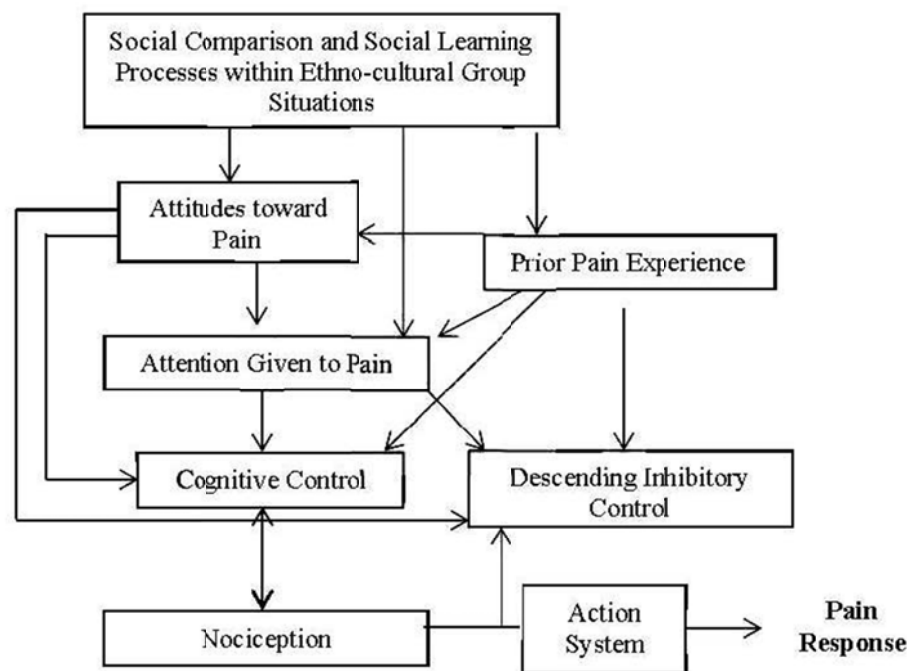 Social Comparison and Social Learning
Processes within Ethno-cultural Group
Situations
Attitudes toward
Pain
Prior Pain Experience
Attention Given to Pain
Cognitive Control
Descending Inhibitory
Control
Nociception
Action
System
Pain
Response